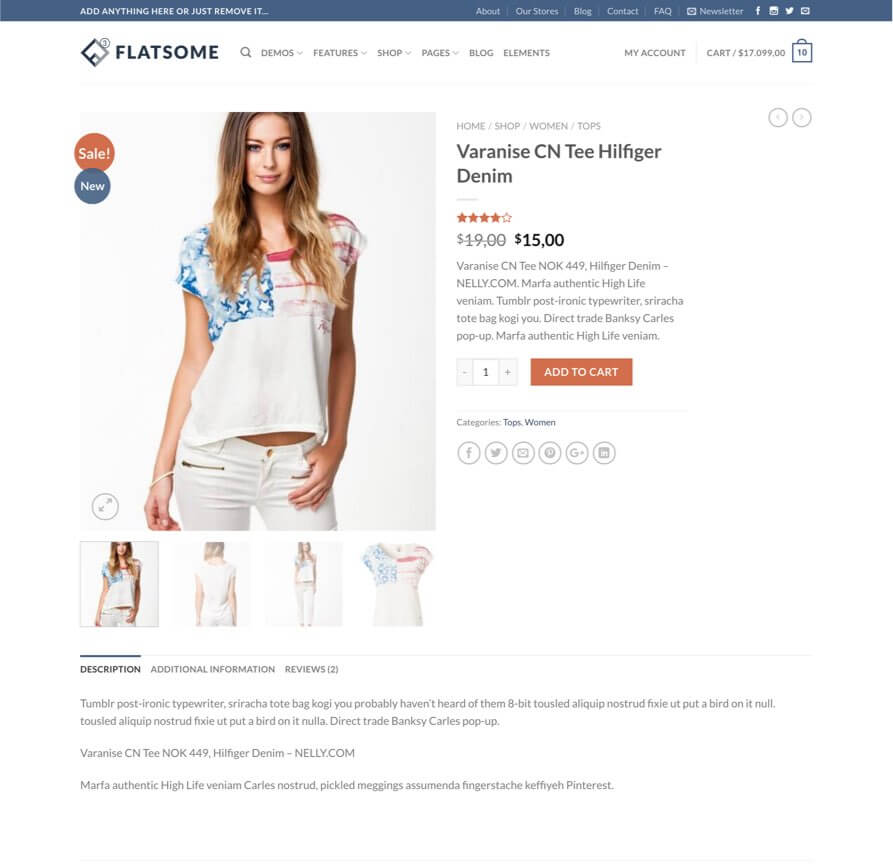 ADD ANYTHING HERE OR JUST REMOVE IT...
About Our Stores Blog Contact FAQ Newsletter
3
FLATSOME
DEMOS FEATURES SHOP PAGES BLOG ELEMENTS
MY ACCOUNT CART / $17.099,00 10
Sale!
New
HOME / SHOP / WOMEN / TOPS
Varanise CN Tee Hilfiger
Denim
$19,00 $15,00
Varanise CN Tee NOK 449, Hilfiger Denim –
NELLY.COM. Marfa authentic High Life
veniam. Tumblr post-ironic typewriter, sriracha
tote bag kogi you. Direct trade Banksy Carles
pop-up. Marfa authentic High Life veniam.
- 1 + ADD TO CART
Categories: Tops, Women
DESCRIPTION ADDITIONAL INFORMATION REVIEWS (2)
Tumblr post-ironic typewriter, sriracha tote bag kogi you probably haven't heard of them 8-bit tousled aliquip nostrud fixie ut put a bird on it null.
tousled aliquip nostrud fixie ut put a bird on it nulla. Direct trade Banksy Carles pop-up.
Varanise CN Tee NOK 449, Hilfiger Denim – NELLY.COM
Marfa authentic High Life veniam Carles nostrud, pickled meggings assumenda fingerstache keffiyeh Pinterest.